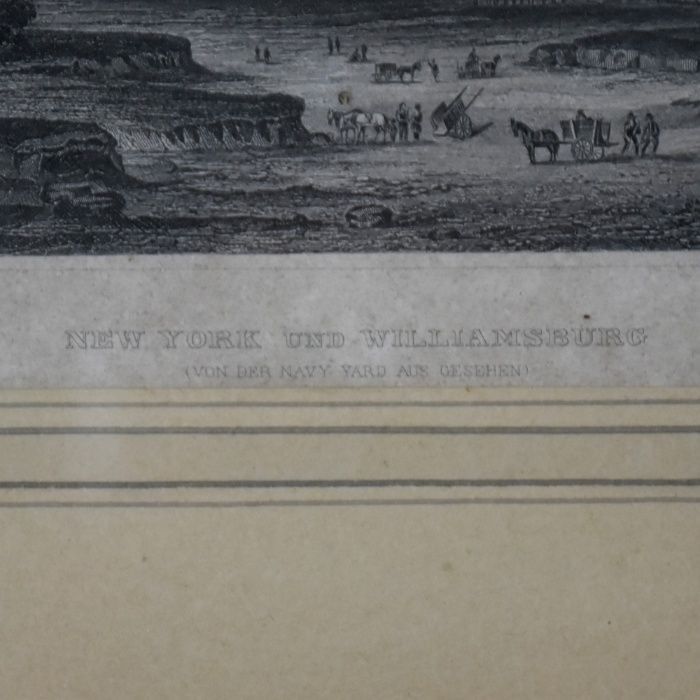 NEW YORK UND WILLIAMSBURG
(VON DER NAVY YARD AUS GESEHEN)